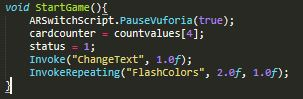 void StartGame(){
ARSwitchScript.PauseVuforia(true);
cardcounter = countvalues[4];
status = 1;
Invoke("ChangeText", 1.0f);
InvokeRepeating("FlashColors", 2.0f, 1.0f);
}